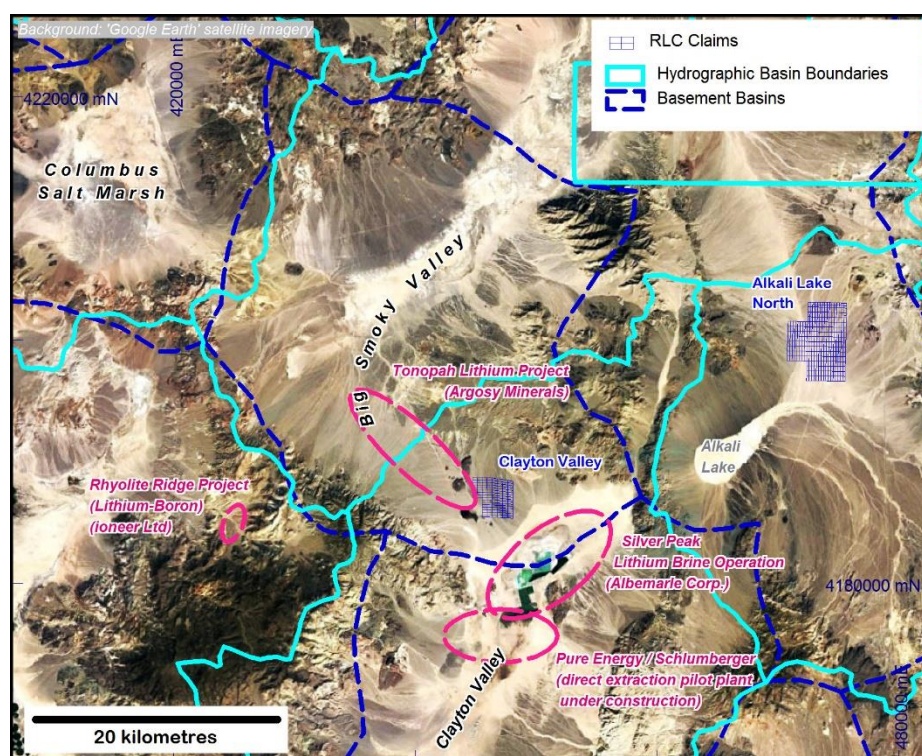 Background: 'Google Earth' satellite imagery
RLC Claims
Hydrographic Basin Boundaries
Basement Basins
4220000 mN
420000 mE
Columbus
Salt Marsh
Big Smoky Valley
Alkali Lake
North
Tonopah Lithium Project
(Argosy Minerals)
Alkali
Lake
Clayton Valley
Rhyolite Ridge Project
(Lithium-Boron)
(ioneer Ltd)
Silver Peak
Lithium Brine Operation
(Albemarle Corp.)
4180000 mN
Pure Energy / Schlumberger
(direct extraction pilot plant
under construction)
Clayton Valley
480000 mE
20 kilometres